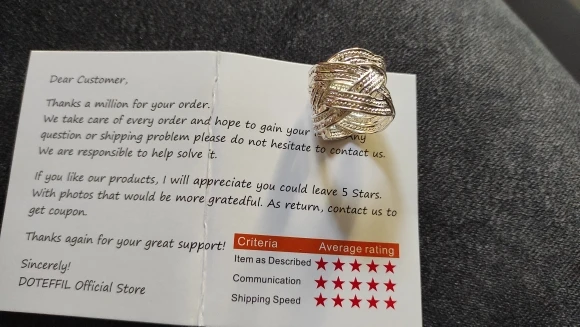 Dear Customer,
Thanks a million for your order.
We take care of every order and hope to gain your
question or shipping problem please do not hesitate to contact us.
We are responsible to help solve it.
If you like our products, I will appreciate you could leave 5 Stars.
With photos that would be more gratedful. As return, contact us to
get coupon.
Thanks again for your great support!
Sincerely!
DOTEFFIL Official Store
Criteria Average rating
Item as Described ★★★★★
Communication ★★★★★
Shipping Speed ★★★★★